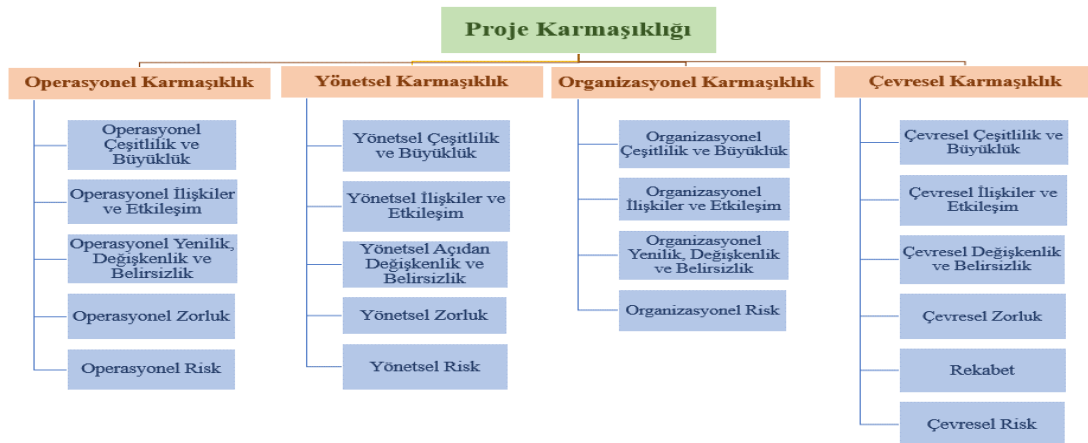 Proje Karmaşıklığı
Operasyonel Karmaşıklık
Operasyonel
Çeşitlilik ve
Büyüklük
Operasyonel İlişkiler
ve Etkileşim
Operasyonel Yenilik,
Değişkenlik ve
Belirsizlik
Operasyonel Zorluk
Operasyonel Risk
Yönetsel Karmaşıklık
Yönetsel Çeşitlilik
ve Büyüklük
Yönetsel İlişkiler ve
Etkileşim
Yönetsel Açıdan
Değişkenlik ve
Belirsizlik
Yönetsel Zorluk
Yönetsel Risk
Organizasyonel Karmaşıklık
Organizasyonel
Çeşitlilik ve Büyüklük
Organizasyonel
İlişkiler ve Etkileşim
Organizasyonel
Yenilik, Değişkenlik
ve Belirsizlik
Organizasyonel Risk
Çevresel Karmaşıklık
Çevresel Çeşitlilik ve
Büyüklük
Çevresel İlişkiler ve
Etkileşim
Çevresel Değişkenlik
ve Belirsizlik
Çevresel Zorluk
Rekabet
Çevresel Risk